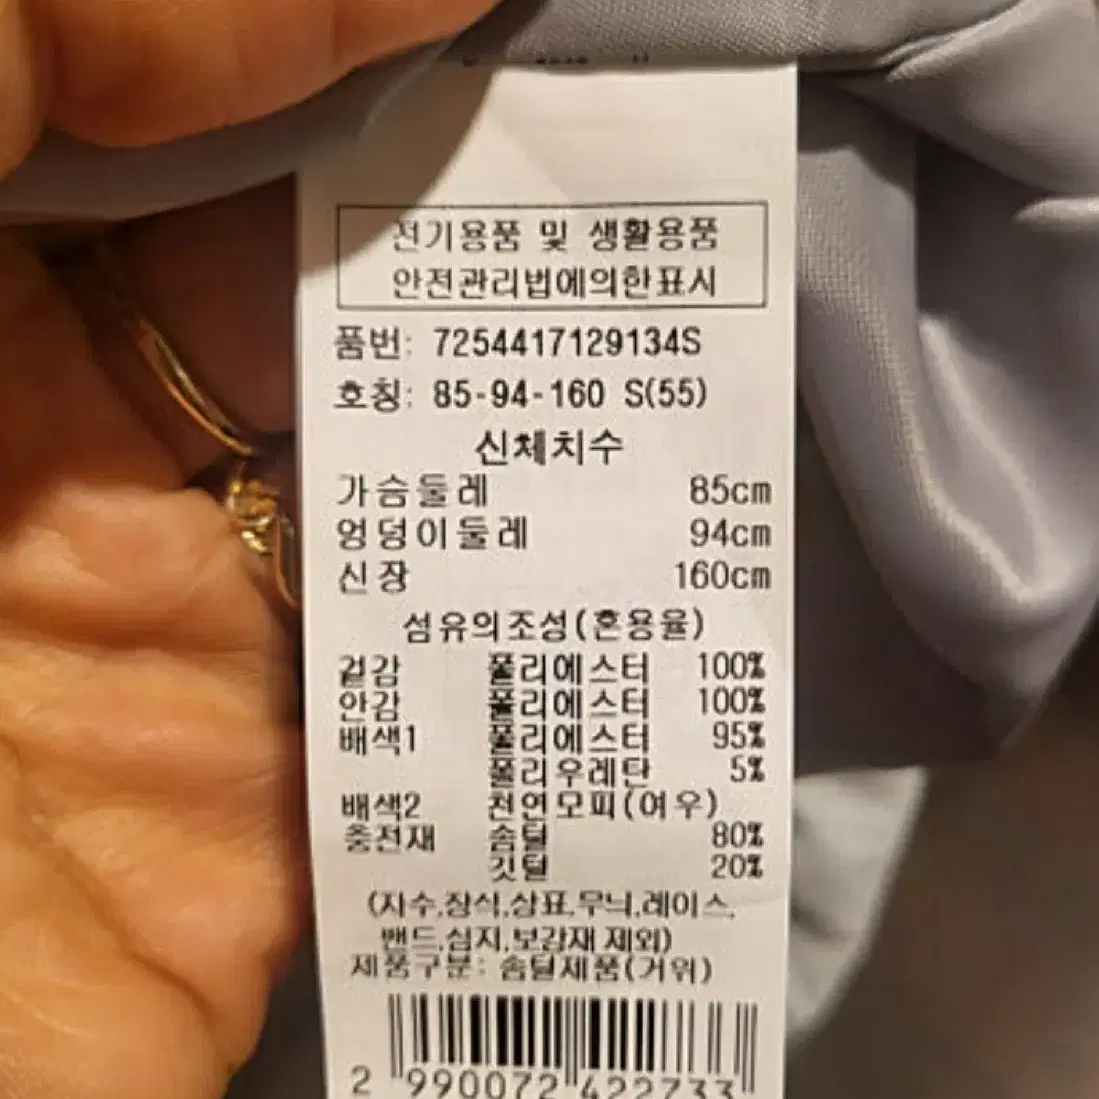 전기용품 및 생활용품
안전관리법에의한표시
품번: 7254417129134S
호칭: 85-94-160 S(55)
신체치수
가슴둘레 85cm
엉덩이둘레 94cm
신장 160cm
섬유의조성(혼용율)
겉감 폴리에스터 100%
안감 폴리에스터 100%
배색1 폴리에스터 95%
폴리우레탄 5%
배색2 천연모피(여우)
충전재 솜털 80%
깃털 20%
(자수,장식,상표,무늬,레이스,
밴드,심지,보강재 제외)
제품구분: 솜털제품(거위)
2 990072 422733